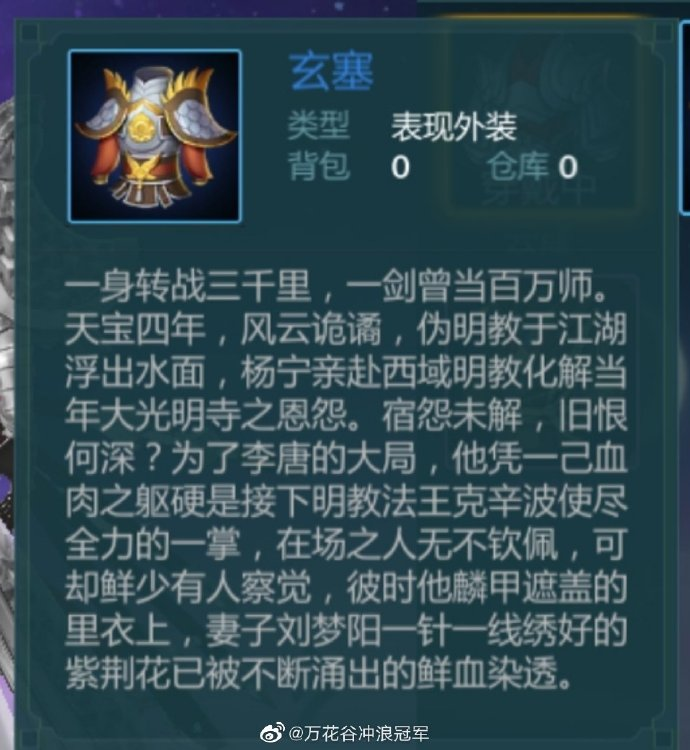 玄塞
类型 表现外装
背包 0 仓库 0
一身转战三千里，一剑曾当百万师。
天宝四年，风云诡谲，伪明教于江湖
浮出水面，杨宁亲赴西域明教化解当
年大光明寺之恩怨。宿怨未解，旧恨
何深？为了李唐的大局，他凭一己血
肉之躯硬是接下明教法王克辛波使尽
全力的一掌，在场之人无不钦佩，可
却鲜少有人察觉，彼时他麟甲遮盖的
里衣上，妻子刘梦阳一针一线绣好的
紫荆花已被不断涌出的鲜血染透。
@万花谷冲浪冠军